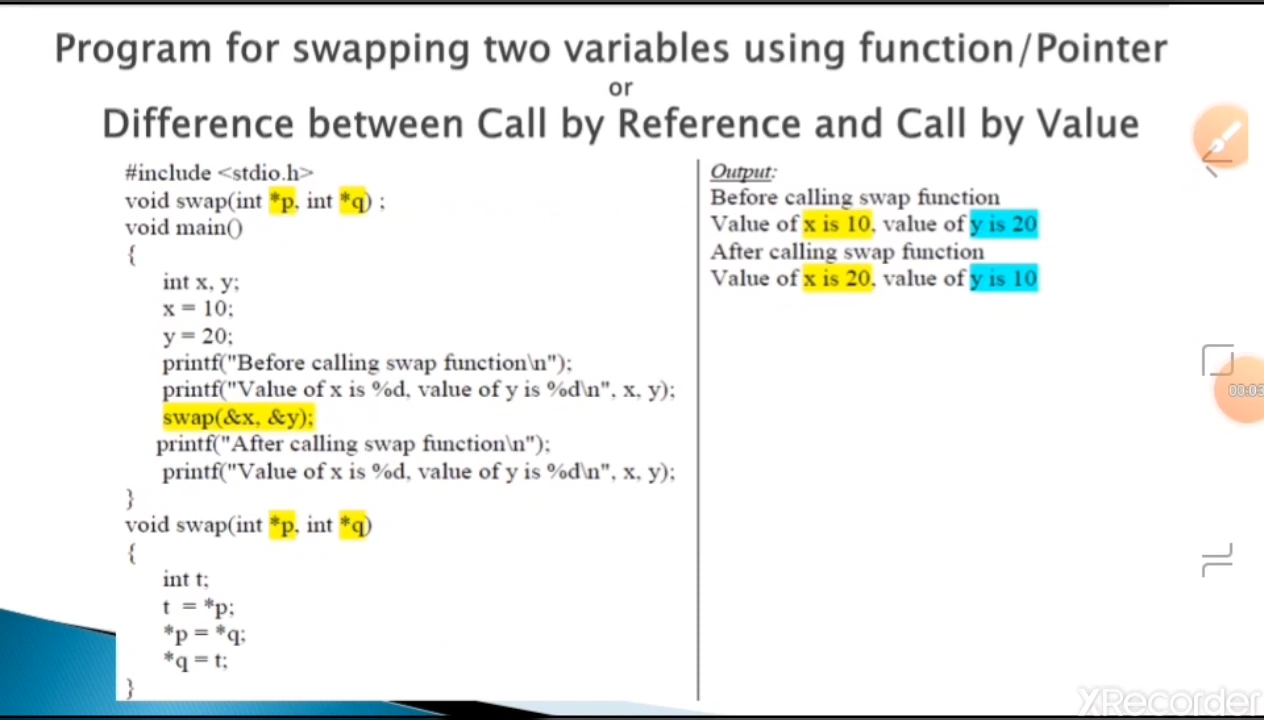 Program for swapping two variables using function/Pointer
or
Difference between Call by Reference and Call by Value
#include <stdio.h>
void swap(int *p, int *q) ;
void main()
{
int x, y;
x = 10;
y = 20;
printf("Before calling swap function\n");
printf("Value of x is %d, value of y is %d\n", x, y);
swap(&x, &y);
printf("After calling swap function\n");
printf("Value of x is %d, value of y is %d\n", x, y);
}
void swap(int *p, int *q)
{
int t;
t = *p;
*p = *q;
*q = t;
}
Output:
Before calling swap function
Value of x is 10, value of y is 20
After calling swap function
Value of x is 20, value of y is 10
00:03
XRecorder